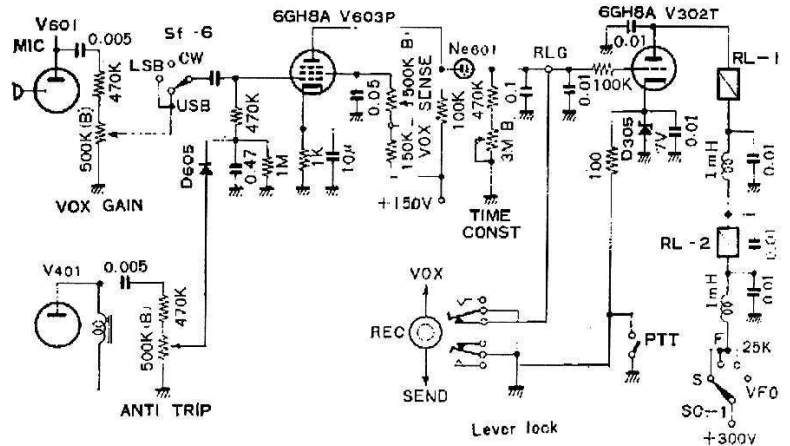 V601
MIC
0.005
470K
500K(B)
VOX GAIN
Sf-6
LSB
CW
USB
D605
470K
0.47
1M
6GH8A V603P
1K
10μ
0.05
500K B
150K
VOX SENSE
100K
+150V
Ne601
470K
3M B
TIME
CONST
RLG
0.1
0.01
100K
6GH8A V302T
0.01
D305
7V
0.01
100
RL-1
1mH
0.01
RL-2
0.01
1mH
0.01
F
25K
S
VFO
SC-1
+300V
V401
0.005
470K
500K(B)
ANTI TRIP
VOX
REC
SEND
Lever lock
PTT